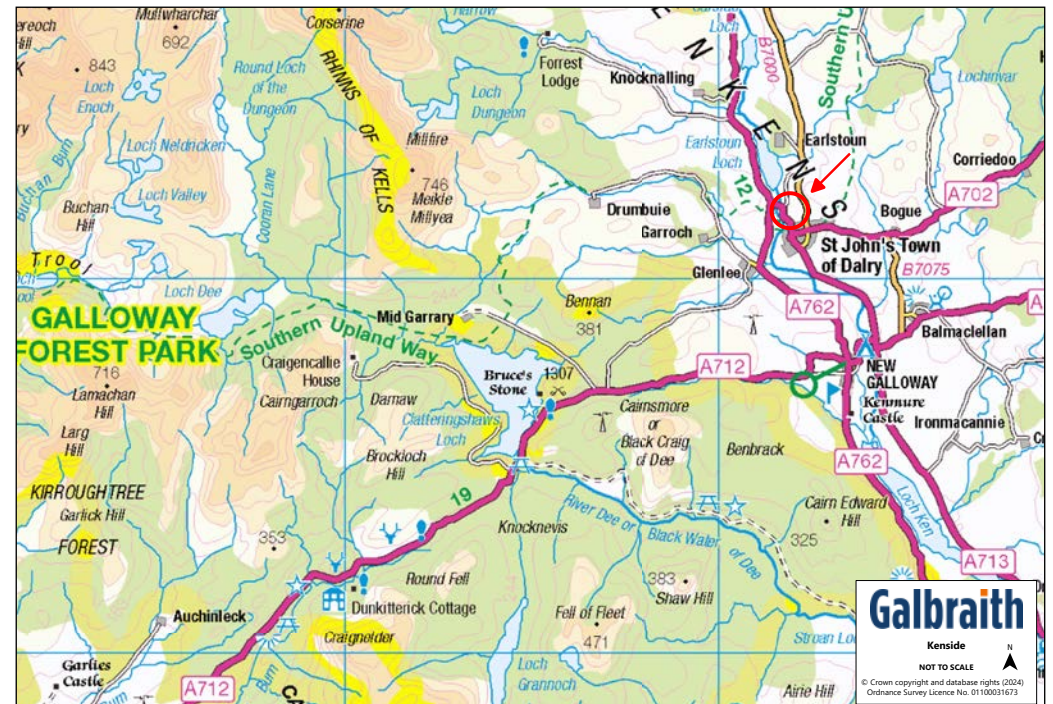 Mullwharchar
692
843
Loch
Enoch
Corserine
Round Loch
of the
Dungeon
RHINNS
OF
KELLS
Loch
Dungeon
Forrest
Lodge
Knocknalling
Loch
B7000
Southern U
Lochinvar
Earlstoun
Earlstoun
Loch
Corriedoo
A702
Buchan Burn
Loch Neldricken
Loch Valley
Buchan
Hill
Cooran Lane
Millfire
746
Meikle
Millyea
Drumbuie
Garroch
Glenlee
12
E N K E N S
Bogue
St John's Town
of Dalry
B7075
Trool
Loch Dee
GALLOWAY
FOREST PARK
Southern Upland Way
Mid Garrary
244
Bennan
381
A762
Balmaclellan
716
Lamachan
Hill
Craigencallie
House
Cairngarroch
Darnaw
Bruce's
Stone
1307
A712
NEW
GALLOWAY
Kenmure
Castle
Ironmacannie
Clatteringshaws
Loch
Cairnsmore
or
Black Craig
of Dee
Benbrack
A762
Larg
Hill
Brockloch
Hill
KIRROUGHTREE
Garlick Hill
FOREST
19
Knocknevis
River Dee or Black Water of Dee
Cairn Edward
Hill
325
Loch Ken
A713
353
Round Fell
383
Shaw Hill
Dunkitterick Cottage
Auchinleck
Craignelder
Fell of Fleet
471
Stroan Lo
Garlies
Castle
Burn
Burn
A712
Loch
Grannoch
Airie Hill
Galbraith
Kenside
N
NOT TO SCALE
© Crown copyright and database rights (2024)
Ordnance Survey Licence No. 01100031673